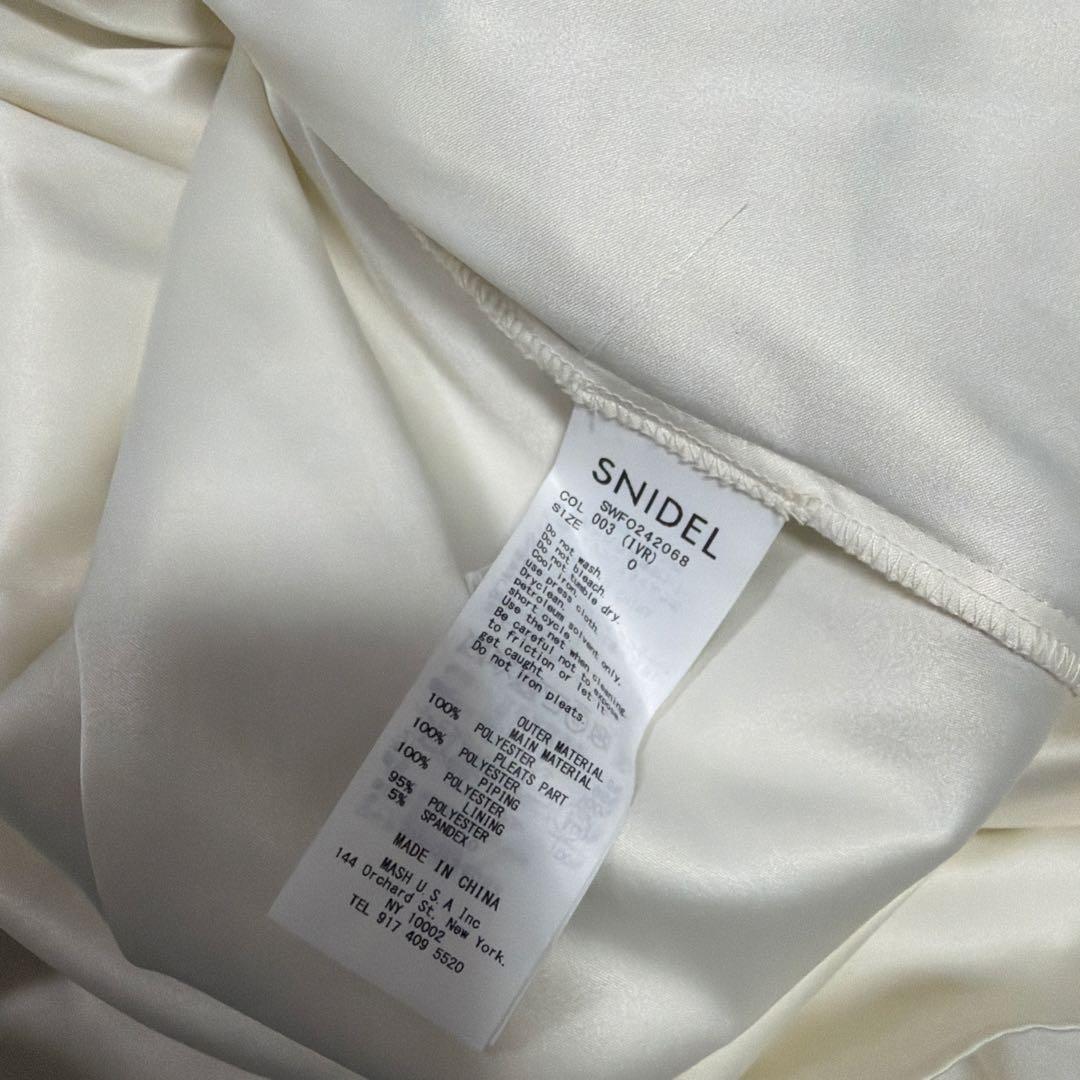 SNIDEL
SWFO242068
COL 003 (IVR)
SIZE 0
Do not wash.
Do not bleach.
Do not tumble dry.
Cool iron.
use press cloth.
Dryclean.
petroleum solvent only.
short cycle.
Use the net when cleaning.
Be careful not to expose
to friction or let it
get caught.
Do not iron pleats.
OUTER MATERIAL
MAIN MATERIAL
100% POLYESTER
PLEATS PART
100% POLYESTER
PIPING
100% POLYESTER
LINING
95% POLYESTER
5% SPANDEX
MADE IN CHINA
MASH U.S.A Inc
144 Orchard St. New York.
NY 10002
TEL 917 409 5520